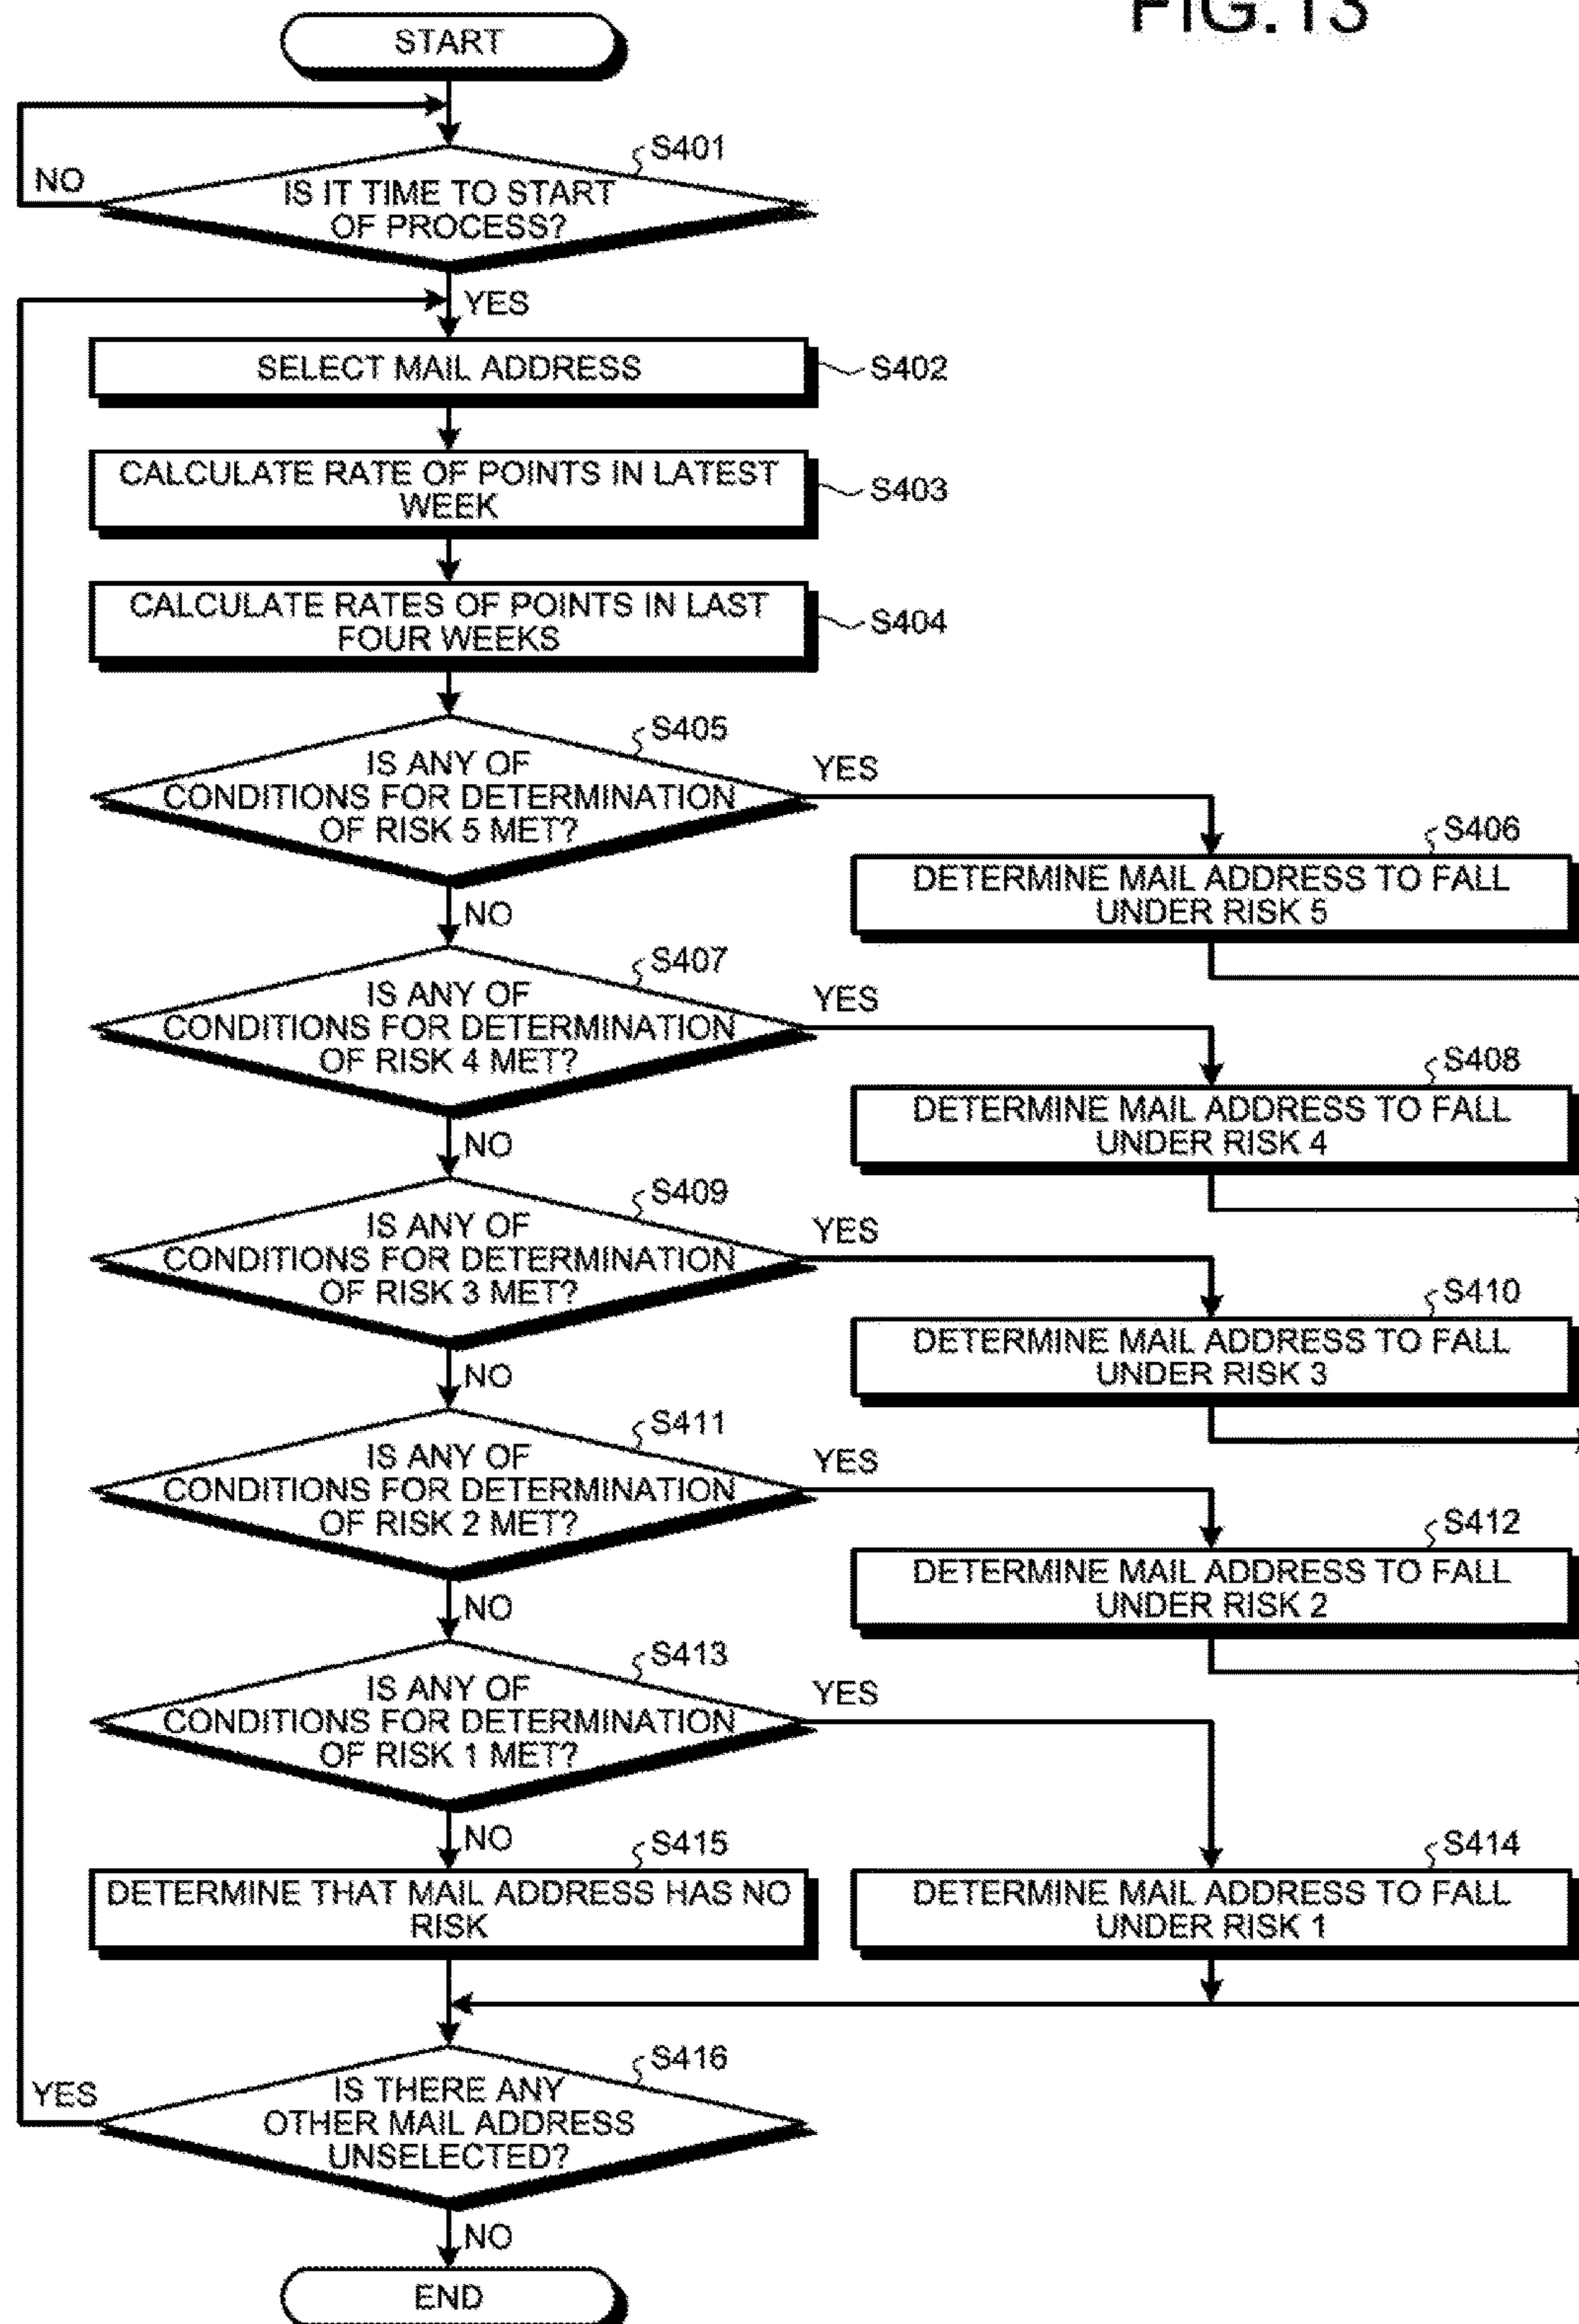 FIG.13
START
S401
NO
IS IT TIME TO START
OF PROCESS?
YES
SELECT MAIL ADDRESS
S402
CALCULATE RATE OF POINTS IN LATEST
WEEK
S403
CALCULATE RATES OF POINTS IN LAST
FOUR WEEKS
S404
S405
IS ANY OF
CONDITIONS FOR DETERMINATION
OF RISK 5 MET?
YES
S406
DETERMINE MAIL ADDRESS TO FALL
UNDER RISK 5
NO
S407
IS ANY OF
CONDITIONS FOR DETERMINATION
OF RISK 4 MET?
YES
S408
DETERMINE MAIL ADDRESS TO FALL
UNDER RISK 4
NO
S409
IS ANY OF
CONDITIONS FOR DETERMINATION
OF RISK 3 MET?
YES
S410
DETERMINE MAIL ADDRESS TO FALL
UNDER RISK 3
NO
S411
IS ANY OF
CONDITIONS FOR DETERMINATION
OF RISK 2 MET?
YES
S412
DETERMINE MAIL ADDRESS TO FALL
UNDER RISK 2
NO
S413
IS ANY OF
CONDITIONS FOR DETERMINATION
OF RISK 1 MET?
YES
S414
DETERMINE MAIL ADDRESS TO FALL
UNDER RISK 1
NO
S415
DETERMINE THAT MAIL ADDRESS HAS NO
RISK
S416
YES
IS THERE ANY
OTHER MAIL ADDRESS
UNSELECTED?
NO
END